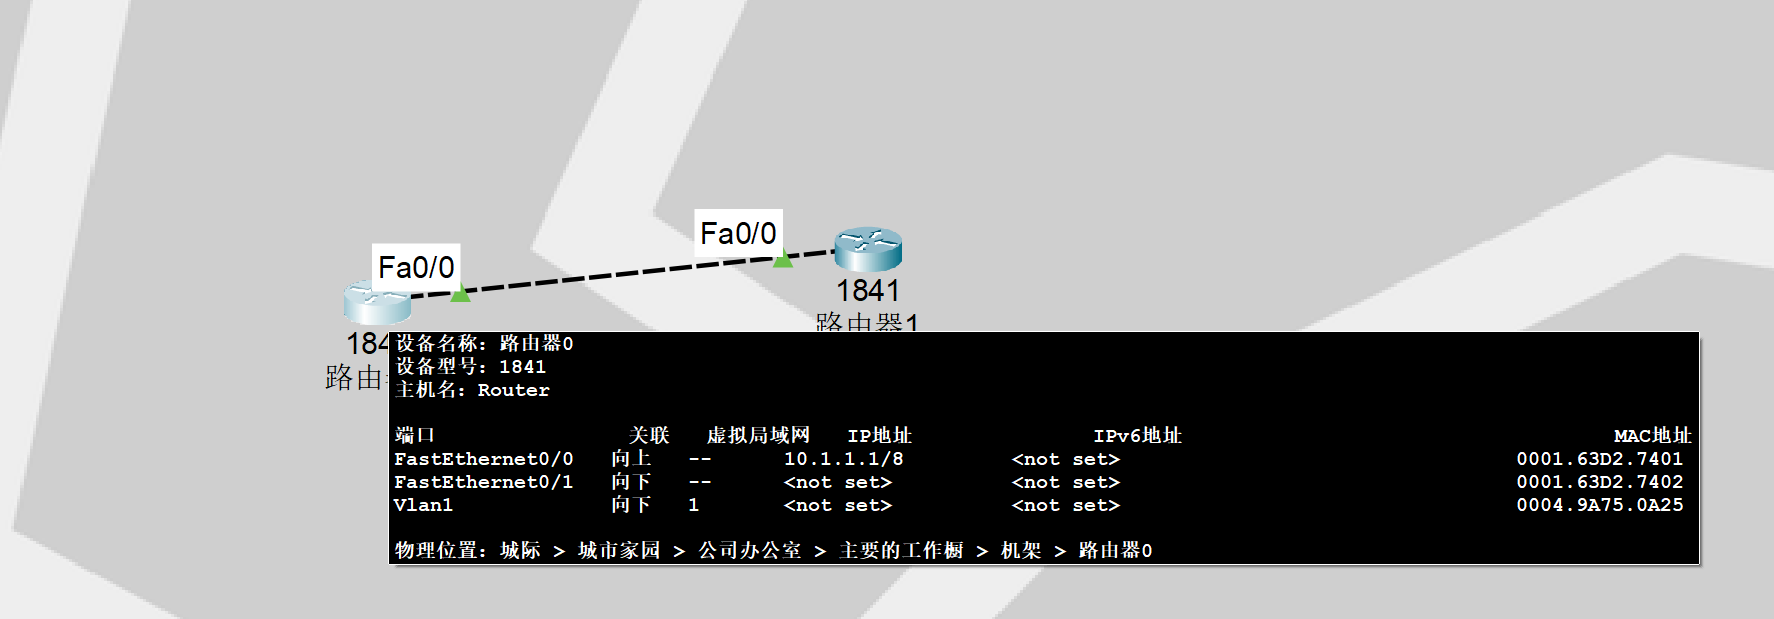 Fa0/0
Fa0/0
1841
路由器1
184
路由
设备名称: 路由器0
设备型号: 1841
主机名: Router
端口 关联 虚拟局域网 IP地址 IPv6地址 MAC地址
FastEthernet0/0 向上 -- 10.1.1.1/8 <not set> 0001.63D2.7401
FastEthernet0/1 向下 -- <not set> <not set> 0001.63D2.7402
Vlan1 向下 1 <not set> <not set> 0004.9A75.0A25
物理位置: 城际 > 城市家园 > 公司办公室 > 主要的工作橱 > 机架 > 路由器0